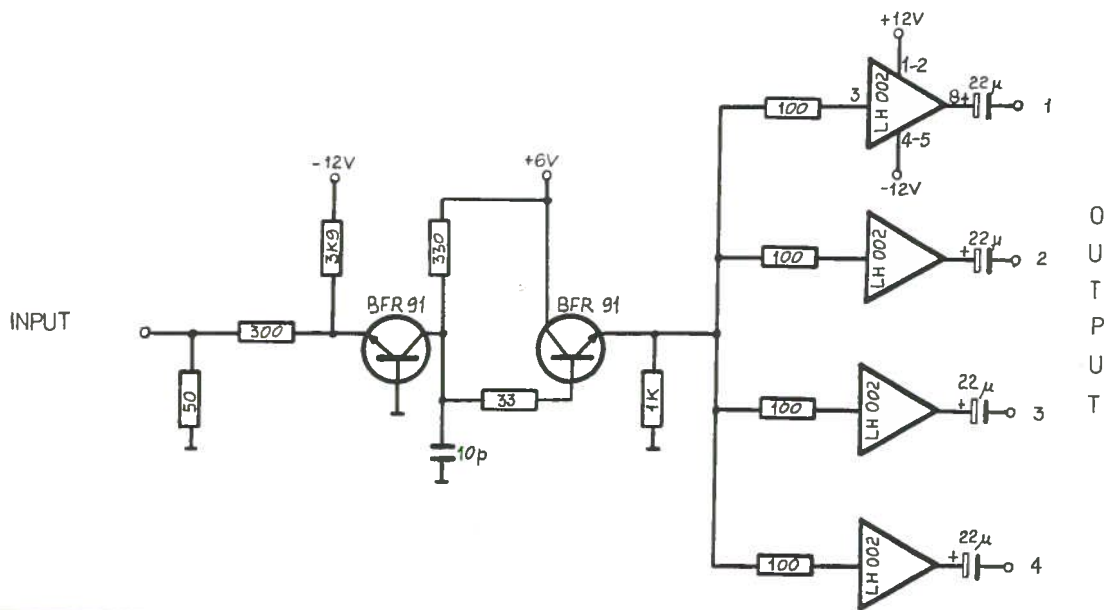 +12V
1-2
22µ
3
LH 002
8+
1
100
4-5
-12V
-12V
+6V
3K9
330
22µ
LH 002
+
2
100
BFR 91
BFR 91
INPUT
300
50
33
1K
10p
22µ
LH 002
+
3
100
22µ
LH 002
+
4
100
OUTPUT